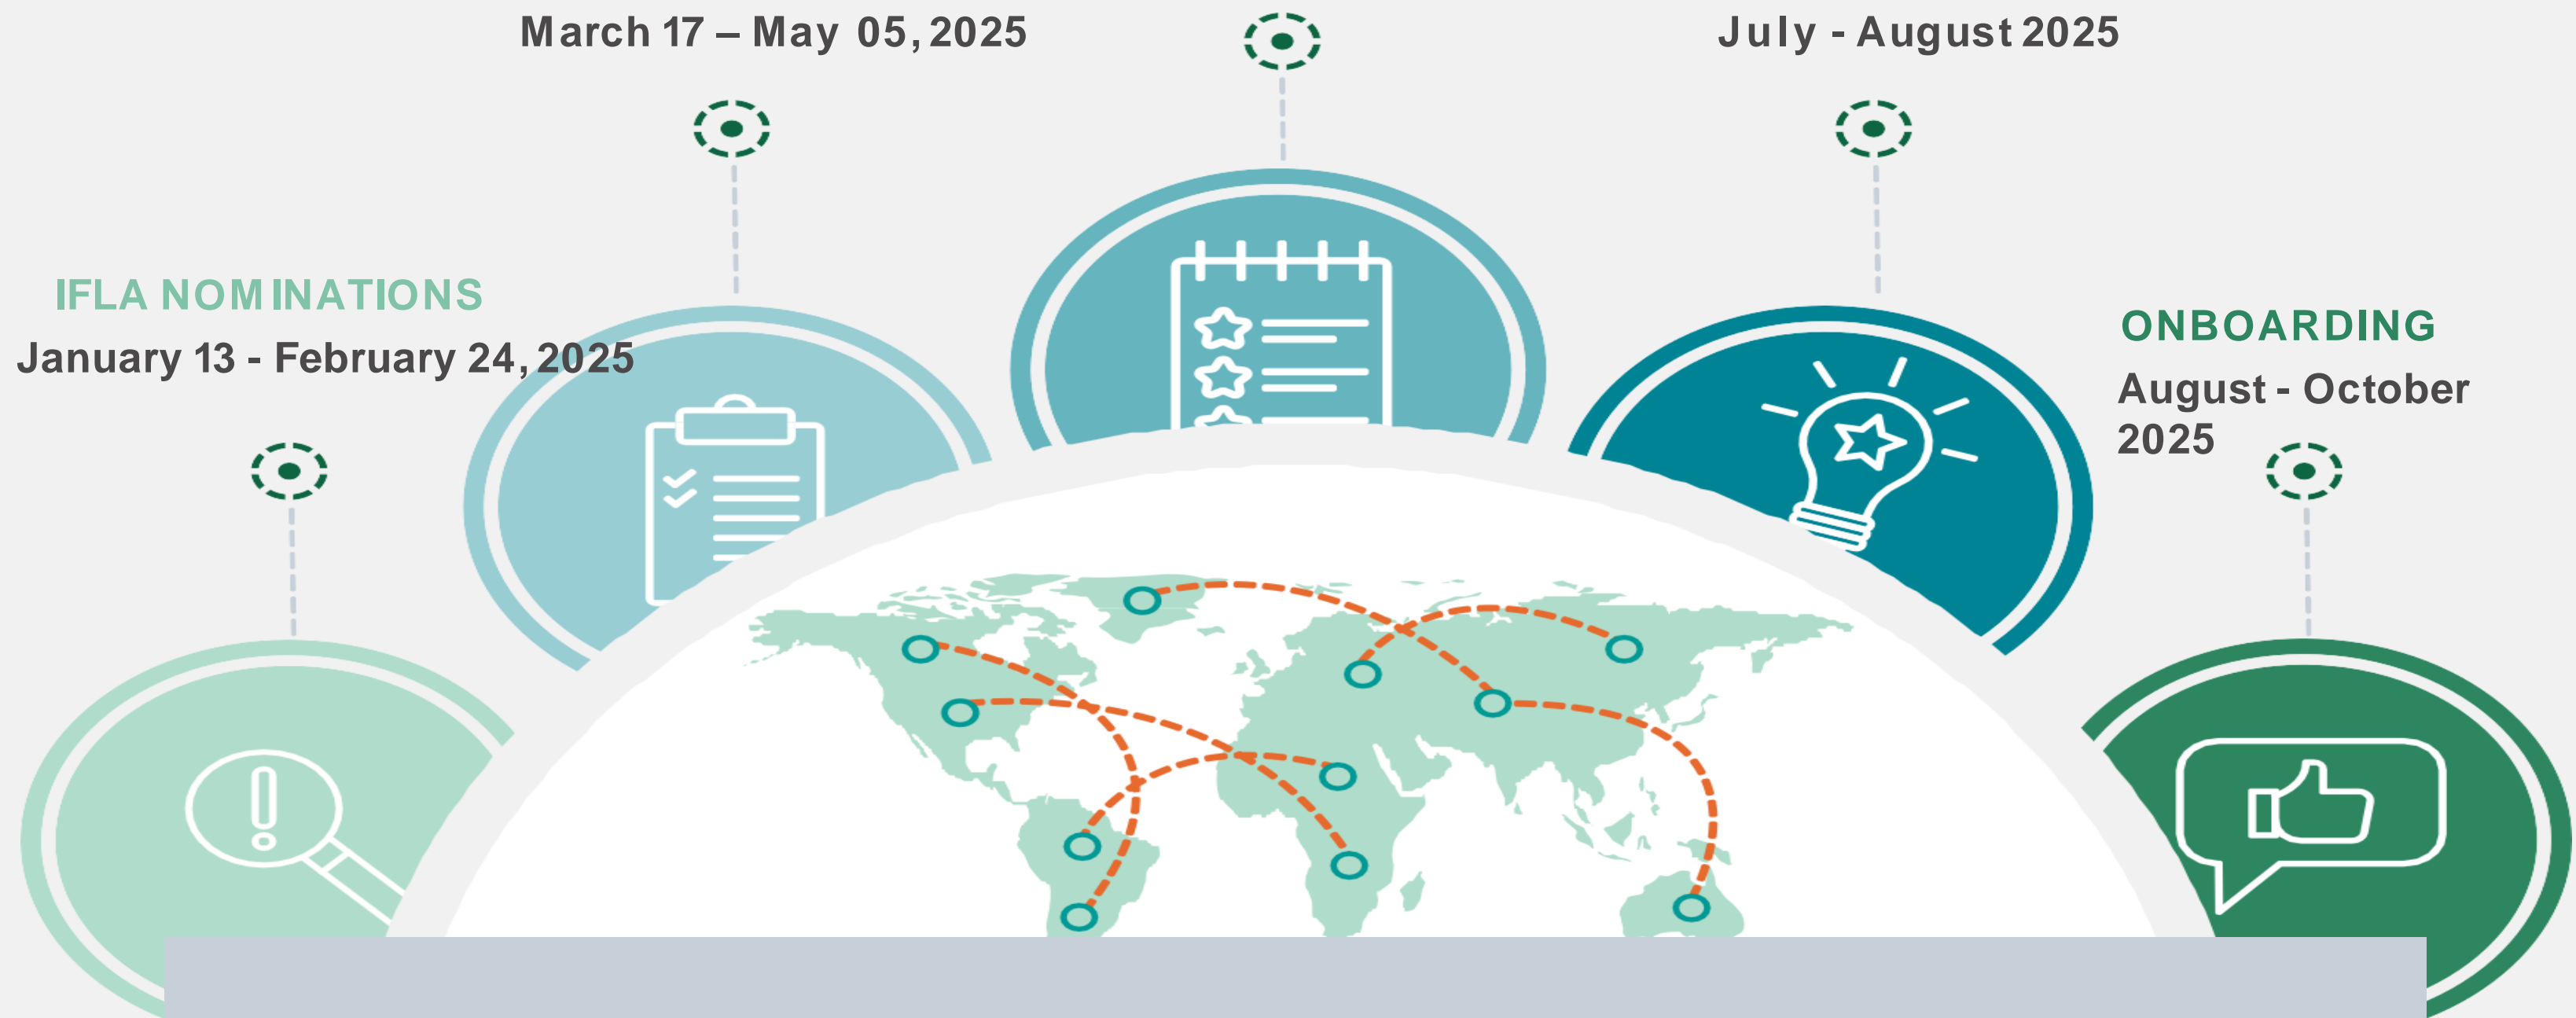 March 17 – May 05, 2025
July - August 2025
IFLA NOMINATIONS
January 13 - February 24, 2025
ONBOARDING
August - October
2025